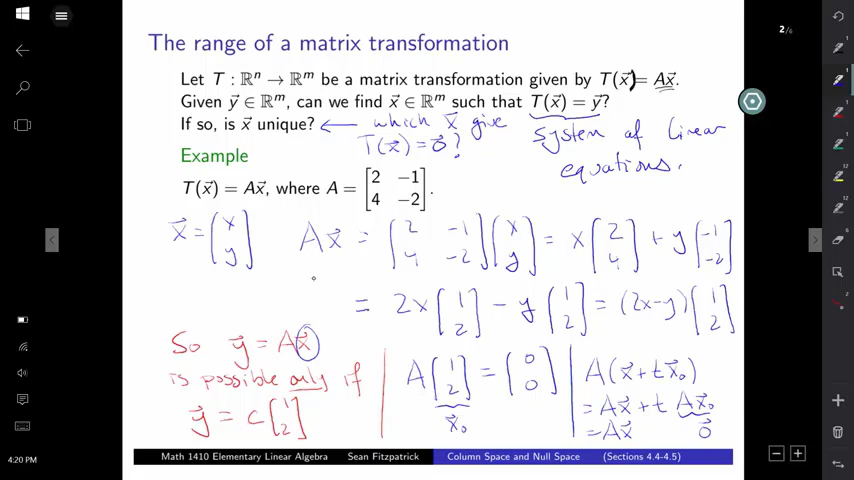 2/6
The range of a matrix transformation
Let T : ℝⁿ → ℝᵐ be a matrix transformation given by T(x⃗) = Ax⃗.
Given y⃗ ∈ ℝᵐ, can we find x⃗ ∈ ℝᵐ such that T(x⃗) = y⃗?
If so, is x⃗ unique? ← which x⃗ give
T(x⃗) = 0⃗?
system of linear
equations.
Example
T(x⃗) = Ax⃗, where A = [2 −1
4 −2].
x⃗ = [x
y]
Ax⃗ = [2 −1
4 −2] [x
y] = x [2
4] + y [−1
−2]
= 2x [1
2] − y [1
2] = (2x−y) [1
2]
So y⃗ = Ax⃗
is possible only if
y⃗ = c [1
2]
A [1
2] = [0
0]
x⃗₀
A(x⃗ + t x⃗₀)
= Ax⃗ + t Ax⃗₀
= Ax⃗ 0⃗
4:20 PM
Math 1410 Elementary Linear Algebra Sean Fitzpatrick Column Space and Null Space (Sections 4.4-4.5)